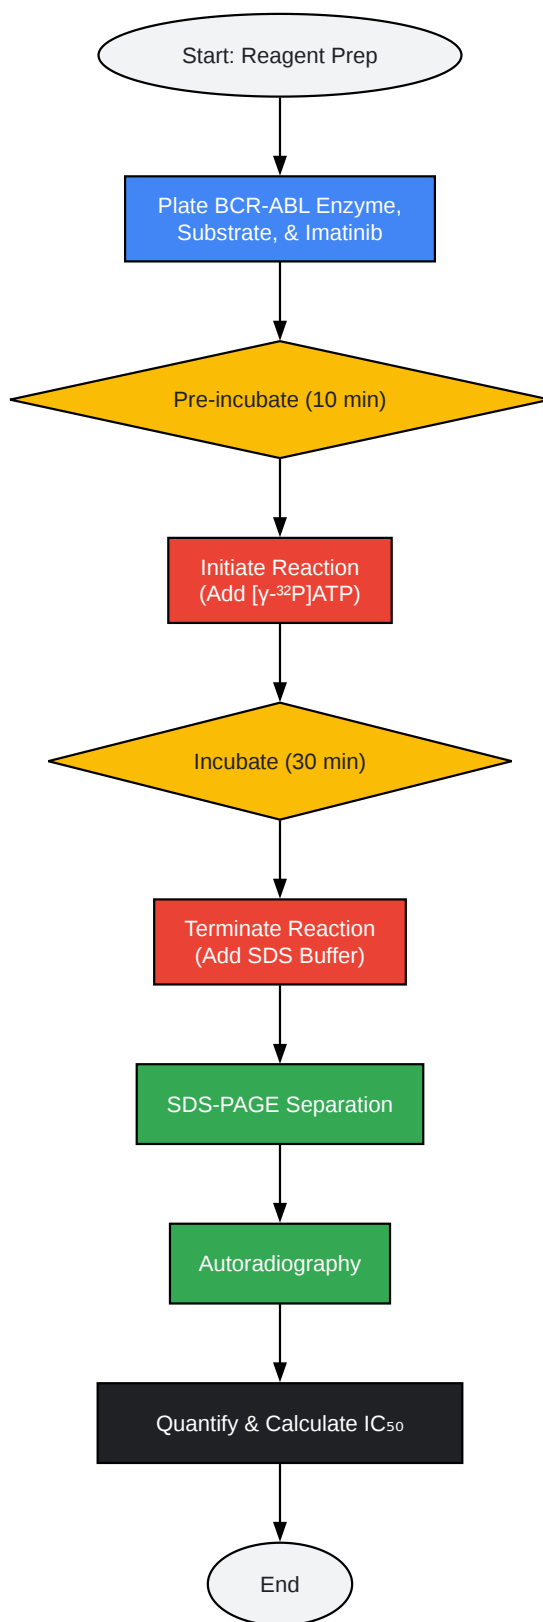 Start: Reagent Prep
Plate BCR-ABL Enzyme,
Substrate, & Imatinib
Pre-incubate (10 min)
Initiate Reaction
(Add [γ-³²P]ATP)
Incubate (30 min)
Terminate Reaction
(Add SDS Buffer)
SDS-PAGE Separation
Autoradiography
Quantify & Calculate IC₅₀
End